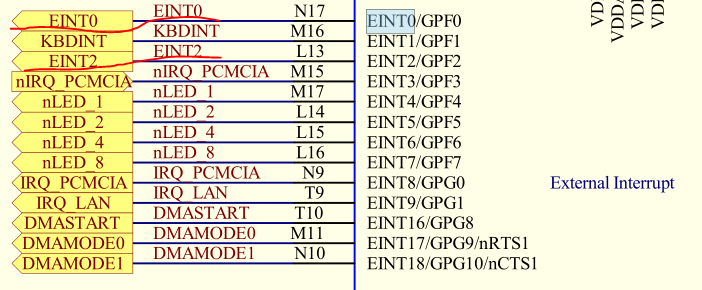 EINT0 EINT0 N17 EINT0/GPF0
KBDINT KBDINT M16 EINT1/GPF1
EINT2 EINT2 L13 EINT2/GPF2
nIRQ_PCMCIA nIRQ_PCMCIA M15 EINT3/GPF3
nLED_1 nLED_1 M17 EINT4/GPF4
nLED_2 nLED_2 L14 EINT5/GPF5
nLED_4 nLED_4 L15 EINT6/GPF6
nLED_8 nLED_8 L16 EINT7/GPF7
IRQ_PCMCIA IRQ_PCMCIA N9 EINT8/GPG0
IRQ_LAN IRQ_LAN T9 EINT9/GPG1
DMASTART DMASTART T10 EINT16/GPG8
DMAMODE0 DMAMODE0 M11 EINT17/GPG9/nRTS1
DMAMODE1 DMAMODE1 N10 EINT18/GPG10/nCTS1
External Interrupt
VD
VDDA